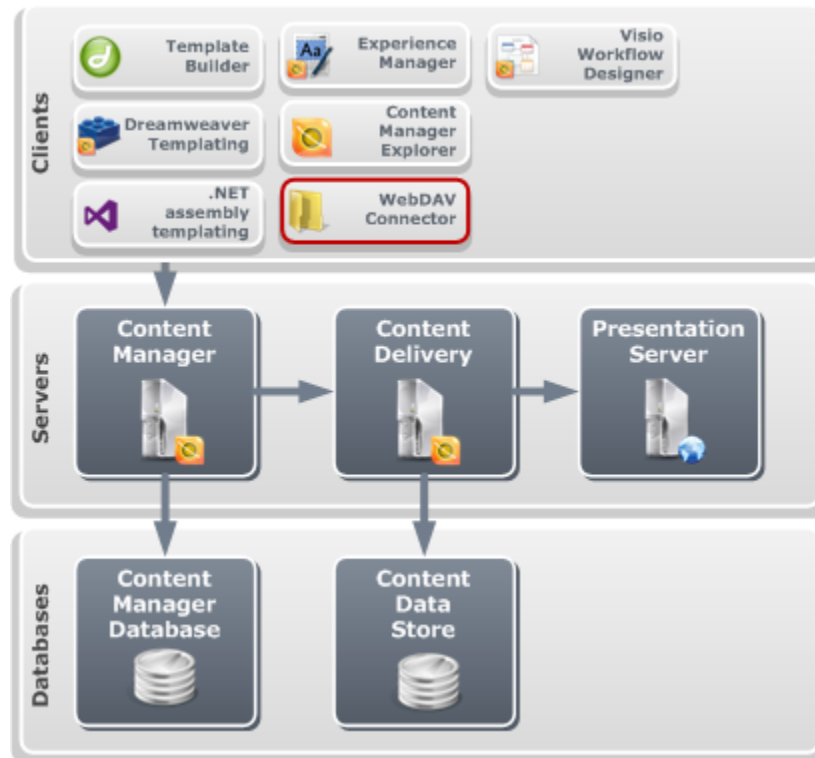 Clients
Template
Builder
Experience
Manager
Visio
Workflow
Designer
Dreamweaver
Templating
Content
Manager
Explorer
.NET
assembly
templating
WebDAV
Connector
Servers
Content
Manager
Content
Delivery
Presentation
Server
Databases
Content
Manager
Database
Content
Data
Store